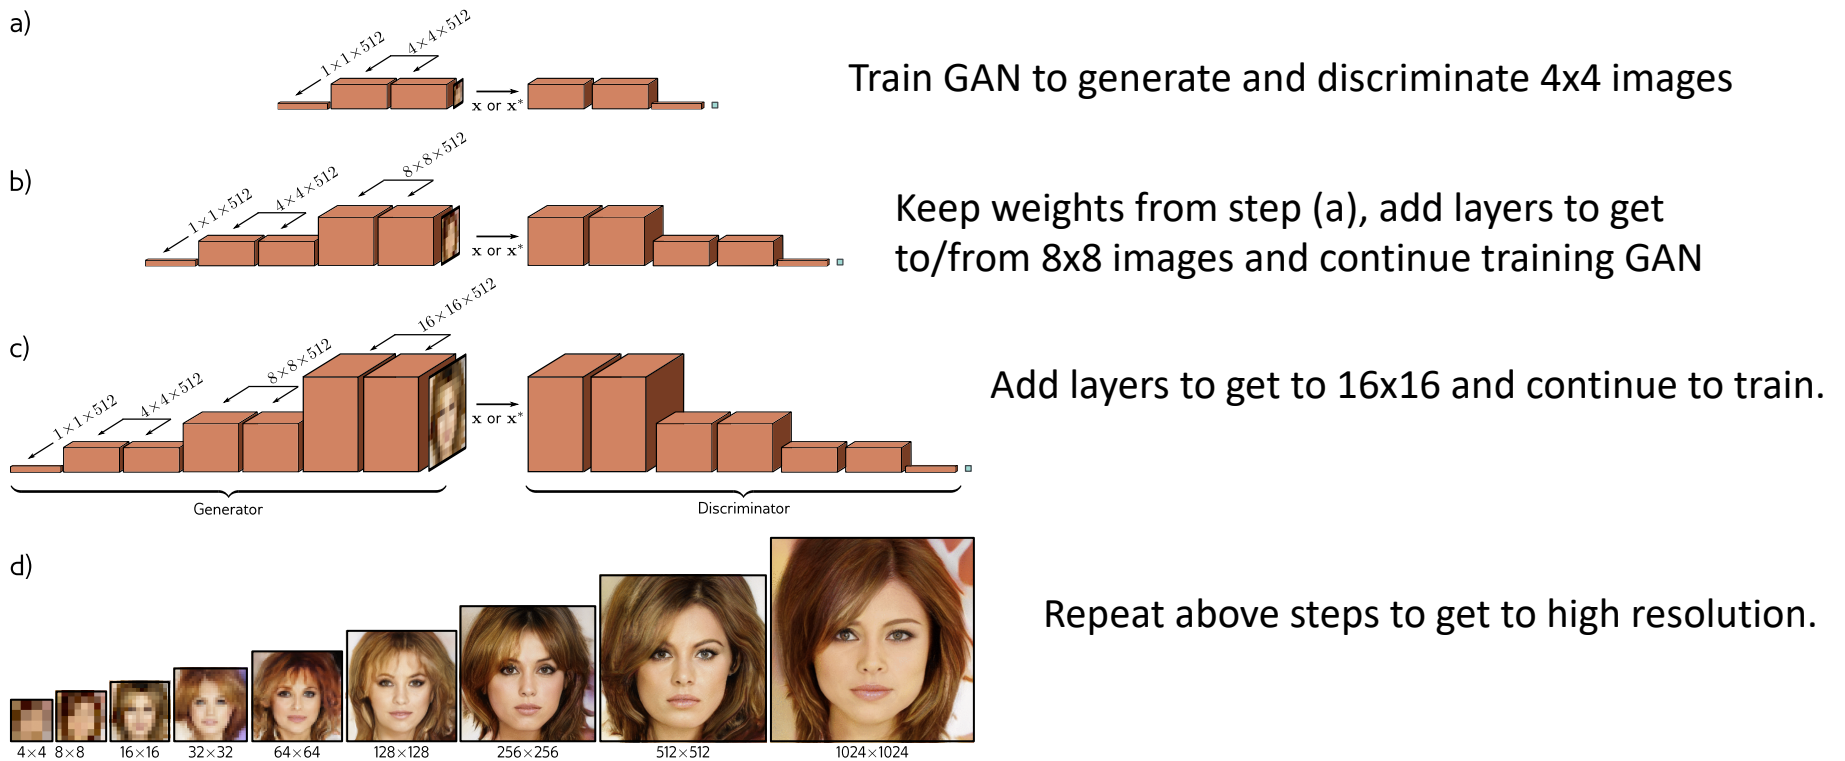 a)
1×1×512
4×4×512
x or x*
Train GAN to generate and discriminate 4x4 images
b)
1×1×512
4×4×512
8×8×512
x or x*
Keep weights from step (a), add layers to get
to/from 8x8 images and continue training GAN
c)
1×1×512
4×4×512
8×8×512
16×16×512
x or x*
Add layers to get to 16x16 and continue to train.
Generator
Discriminator
d)
Repeat above steps to get to high resolution.
4×4
8×8
16×16
32×32
64×64
128×128
256×256
512×512
1024×1024